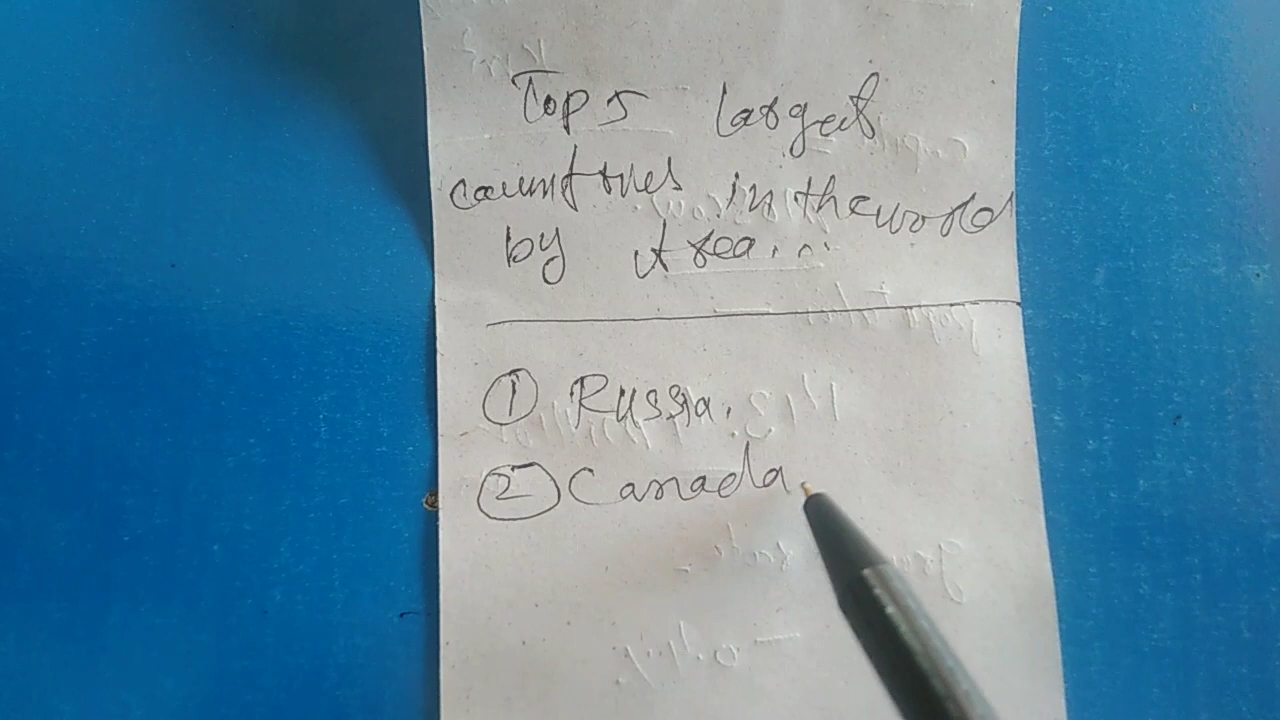 Top 5 largest
countries in the world
by Area...
① Russia.
② Canada